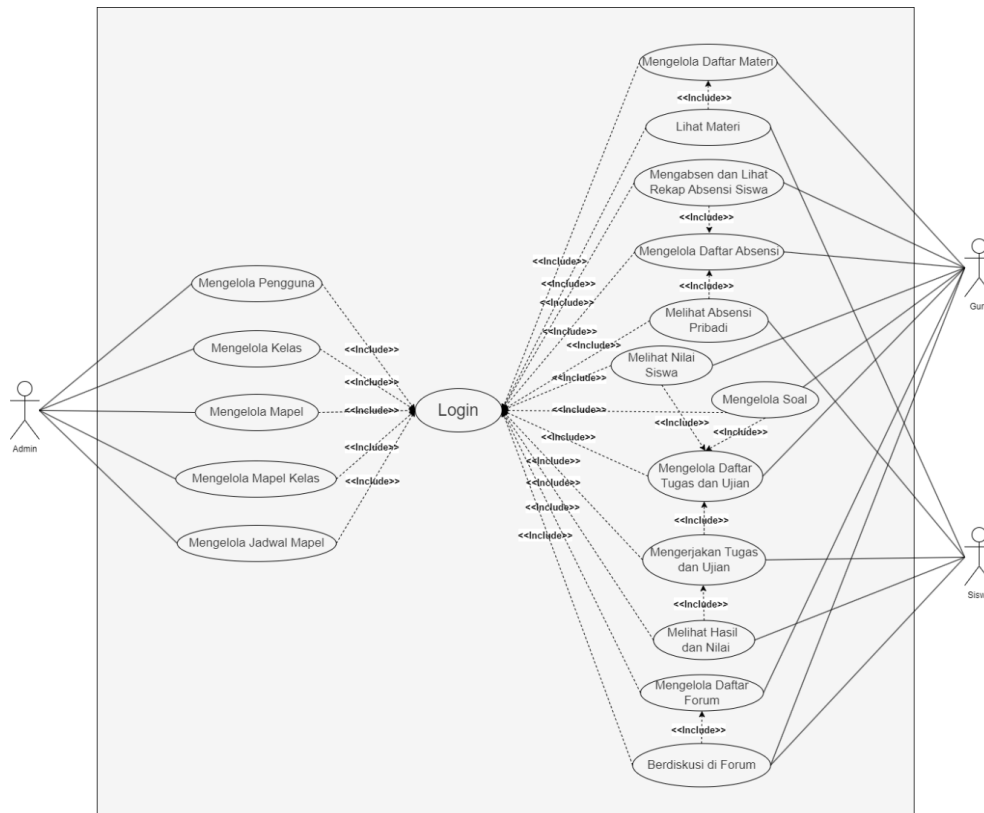 Mengelola Daftar Materi
<<Include>>
Lihat Materi
Mengabsen dan Lihat
Rekap Absensi Siswa
<<Include>>
Mengelola Daftar Absensi
<<Include>>
<<Include>>
<<Include>>
<<Include>>
Melihat Absensi
Pribadi
<<Include>>
<<Include>>
Melihat Nilai
Siswa
<<Include>>
Mengelola Soal
<<Include>>
<<Include>>
<<Include>>
<<Include>>
Mengelola Daftar
Tugas dan Ujian
<<Include>>
<<Include>>
<<Include>>
<<Include>>
<<Include>>
Mengerjakan Tugas
dan Ujian
<<Include>>
Melihat Hasil
dan Nilai
Mengelola Daftar
Forum
<<Include>>
Berdiskusi di Forum
Login
Mengelola Pengguna
Mengelola Kelas
<<Include>>
<<Include>>
Mengelola Mapel
<<Include>>
<<Include>>
Mengelola Mapel Kelas
<<Include>>
Mengelola Jadwal Mapel
Admin